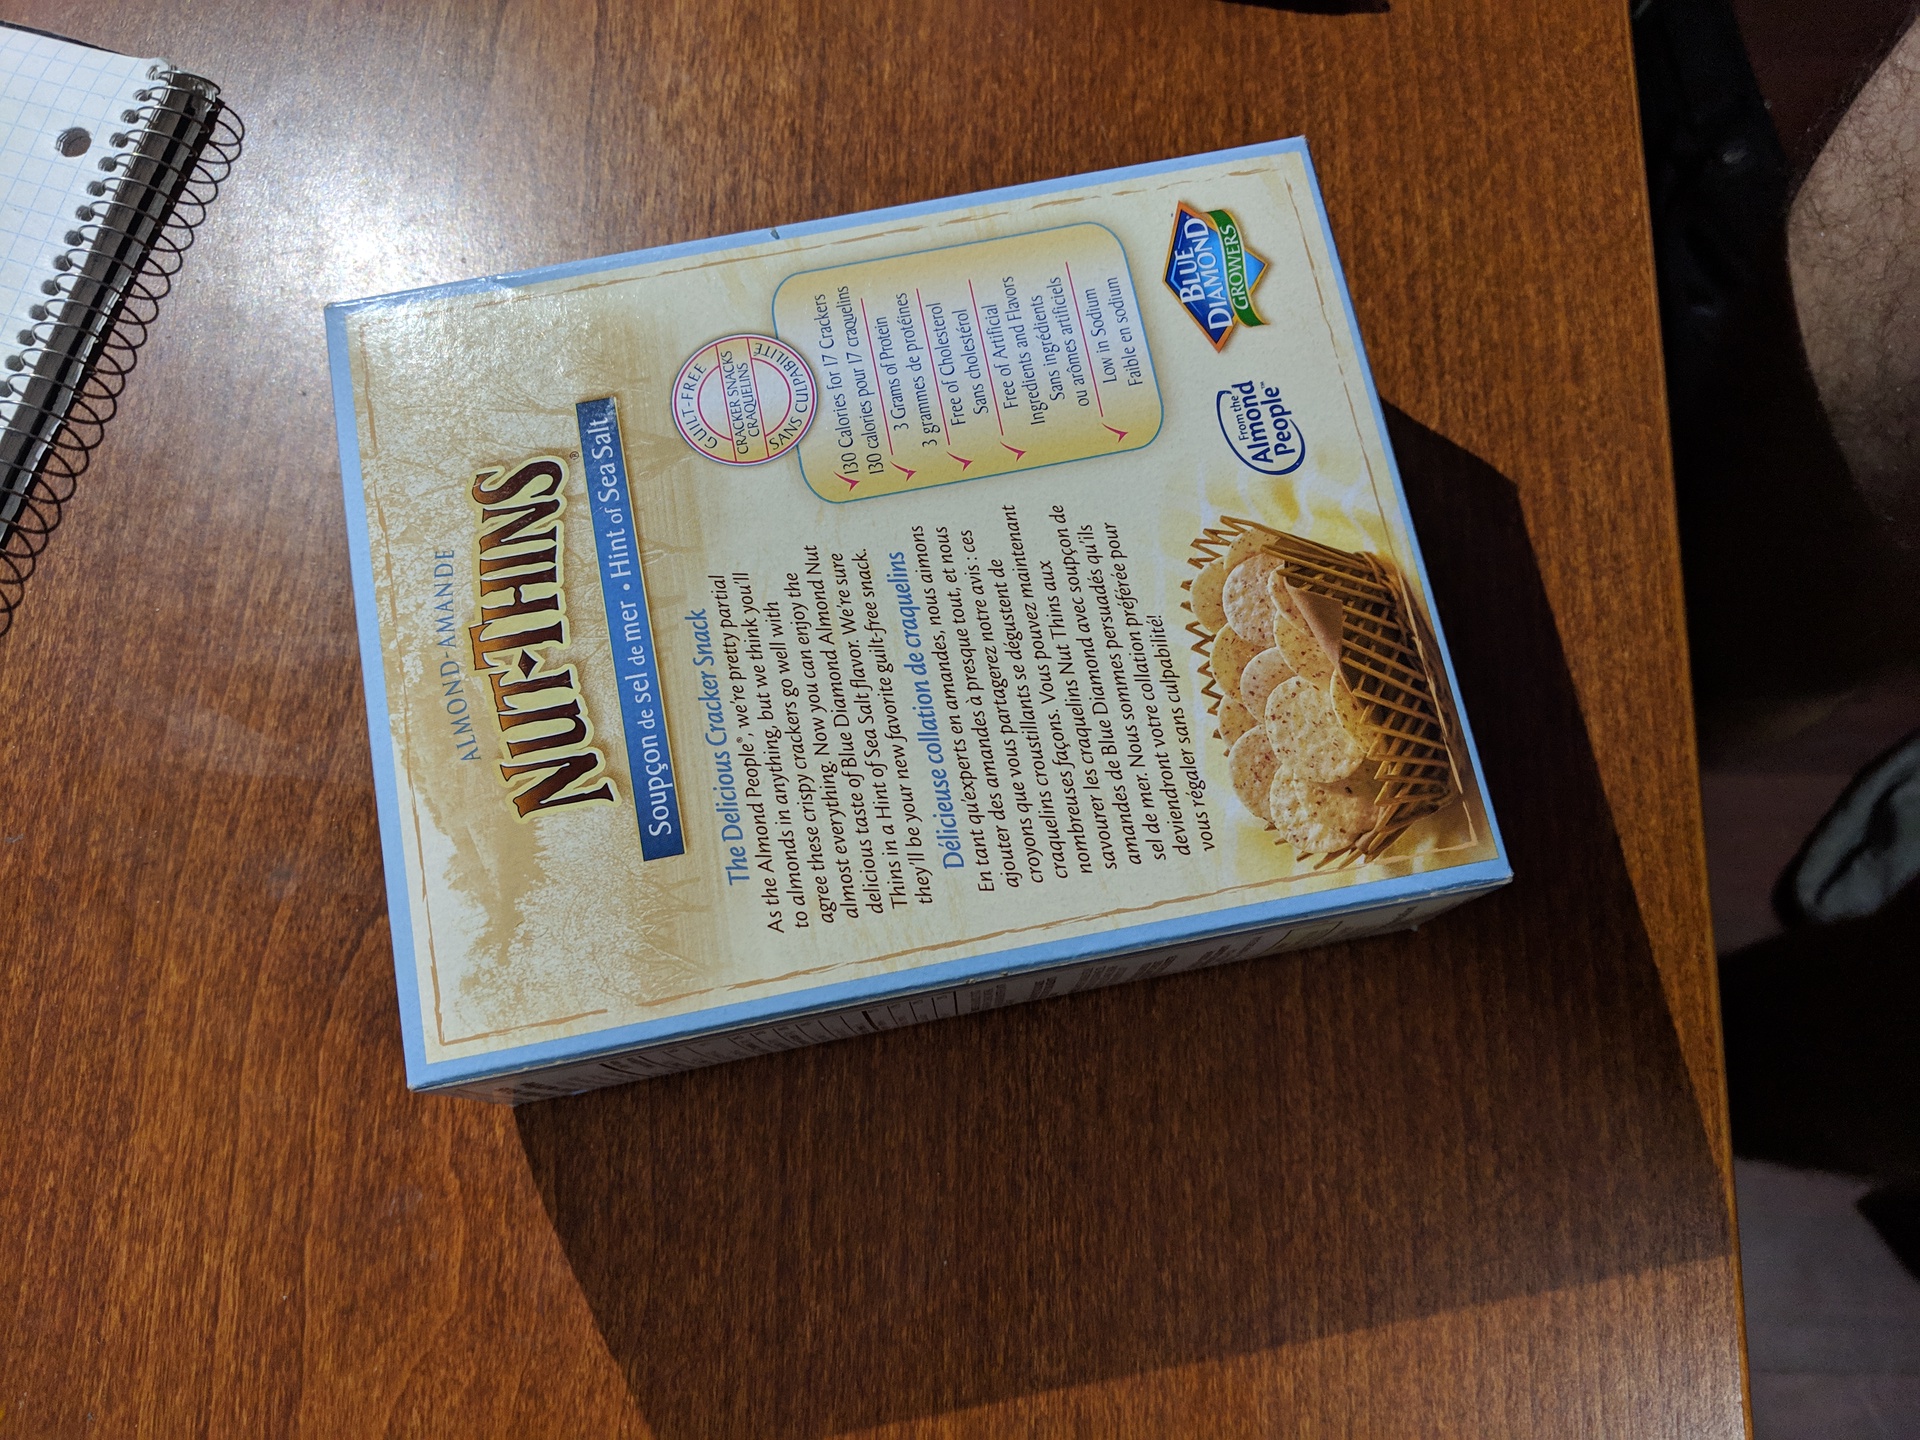 ALMOND·AMANDE
NUT·THINS®
Soupçon de sel de mer • Hint of Sea Salt
The Delicious Cracker Snack
As the Almond People®, we're pretty partial
to almonds in anything, but we think you'll
agree these crispy crackers go well with
almost everything. Now you can enjoy the
delicious taste of Blue Diamond Almond Nut
Thins in a Hint of Sea Salt flavor. We're sure
they'll be your new favorite guilt-free snack.
Délicieuse collation de craquelins
En tant qu'experts en amandes, nous aimons
ajouter des amandes à presque tout, et nous
croyons que vous partagerez notre avis : ces
craquelins croustillants se dégustent de
nombreuses façons. Vous pouvez maintenant
savourer les craquelins Nut Thins aux
amandes de Blue Diamond avec soupçon de
sel de mer. Nous sommes persuadés qu'ils
deviendront votre collation préférée pour
vous régaler sans culpabilité!
GUILT-FREE
CRACKER SNACKS
CRAQUELINS
SANS CULPABILITÉ
130 Calories for 17 Crackers
130 calories pour 17 craquelins
3 Grams of Protein
3 grammes de protéines
Free of Cholesterol
Sans cholestérol
Free of Artificial
Ingredients and Flavors
Sans ingrédients
ou arômes artificiels
Low in Sodium
Faible en sodium
From the
Almond
People™
BLUE
DIAMOND
GROWERS